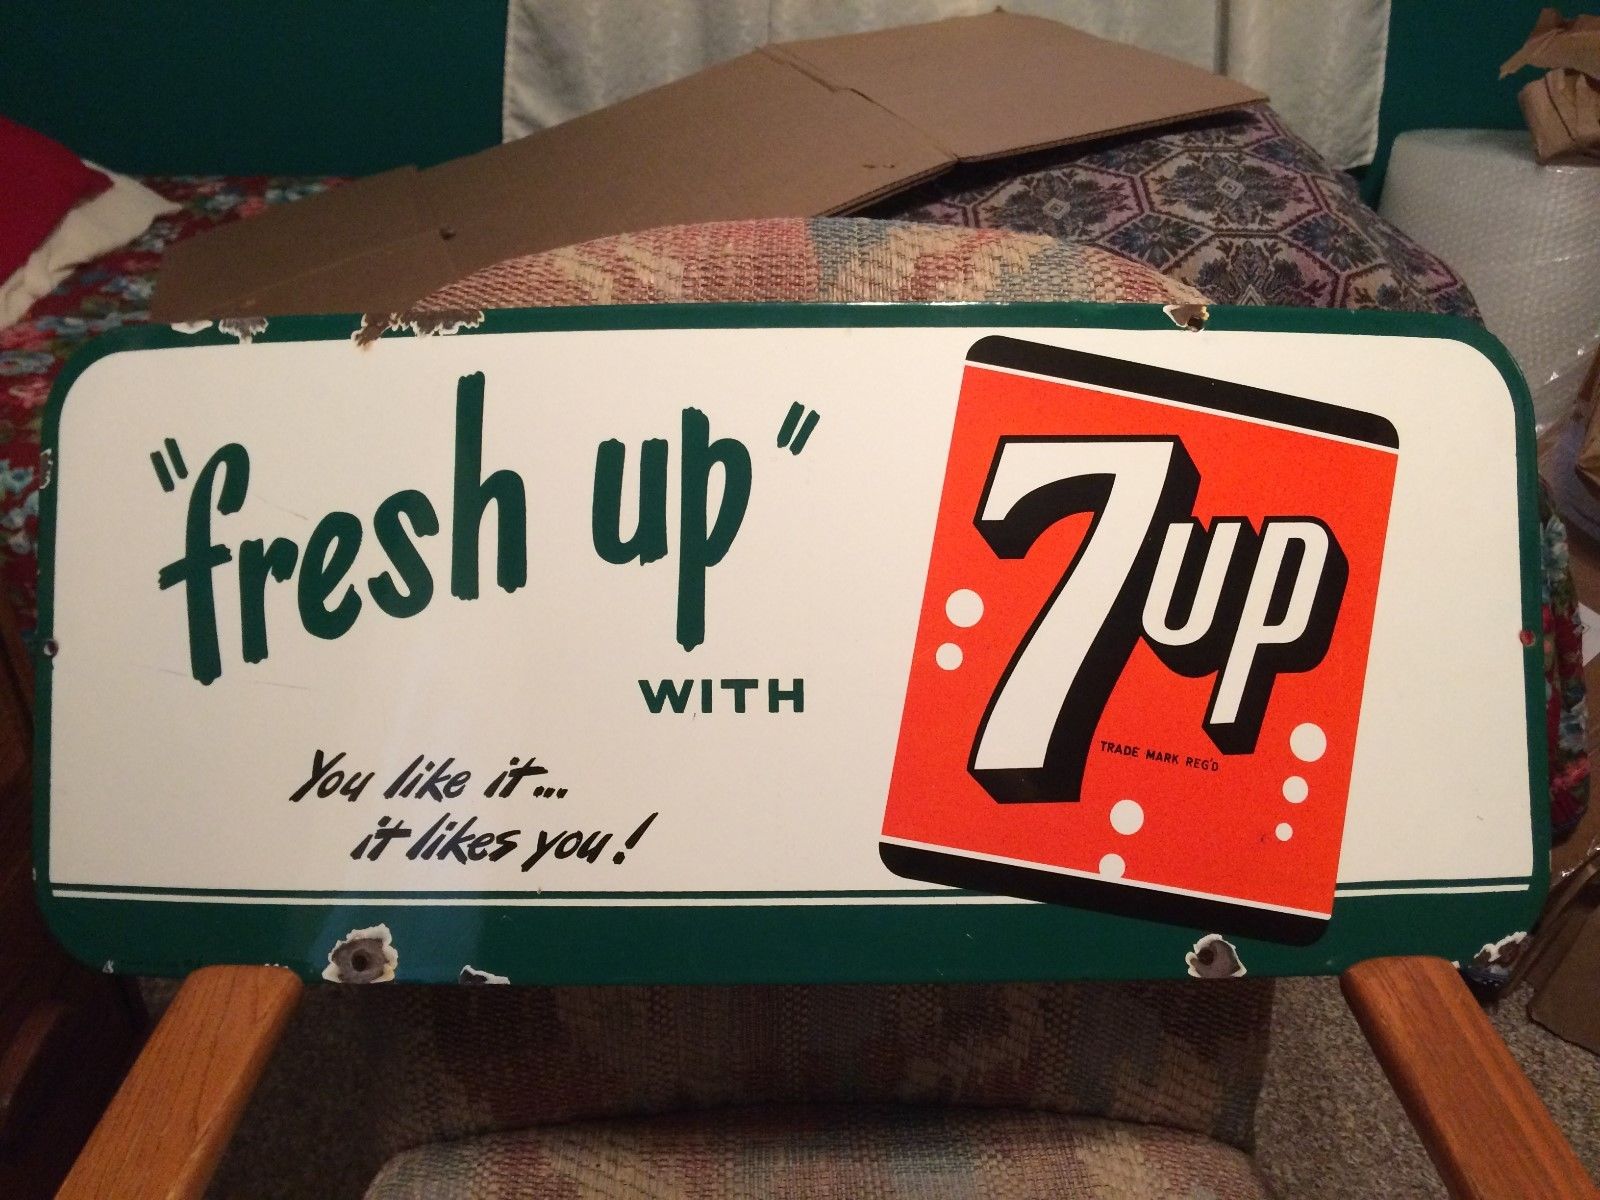 "fresh up"
WITH
You like it...
it likes you!
7up
TRADE MARK REG'D